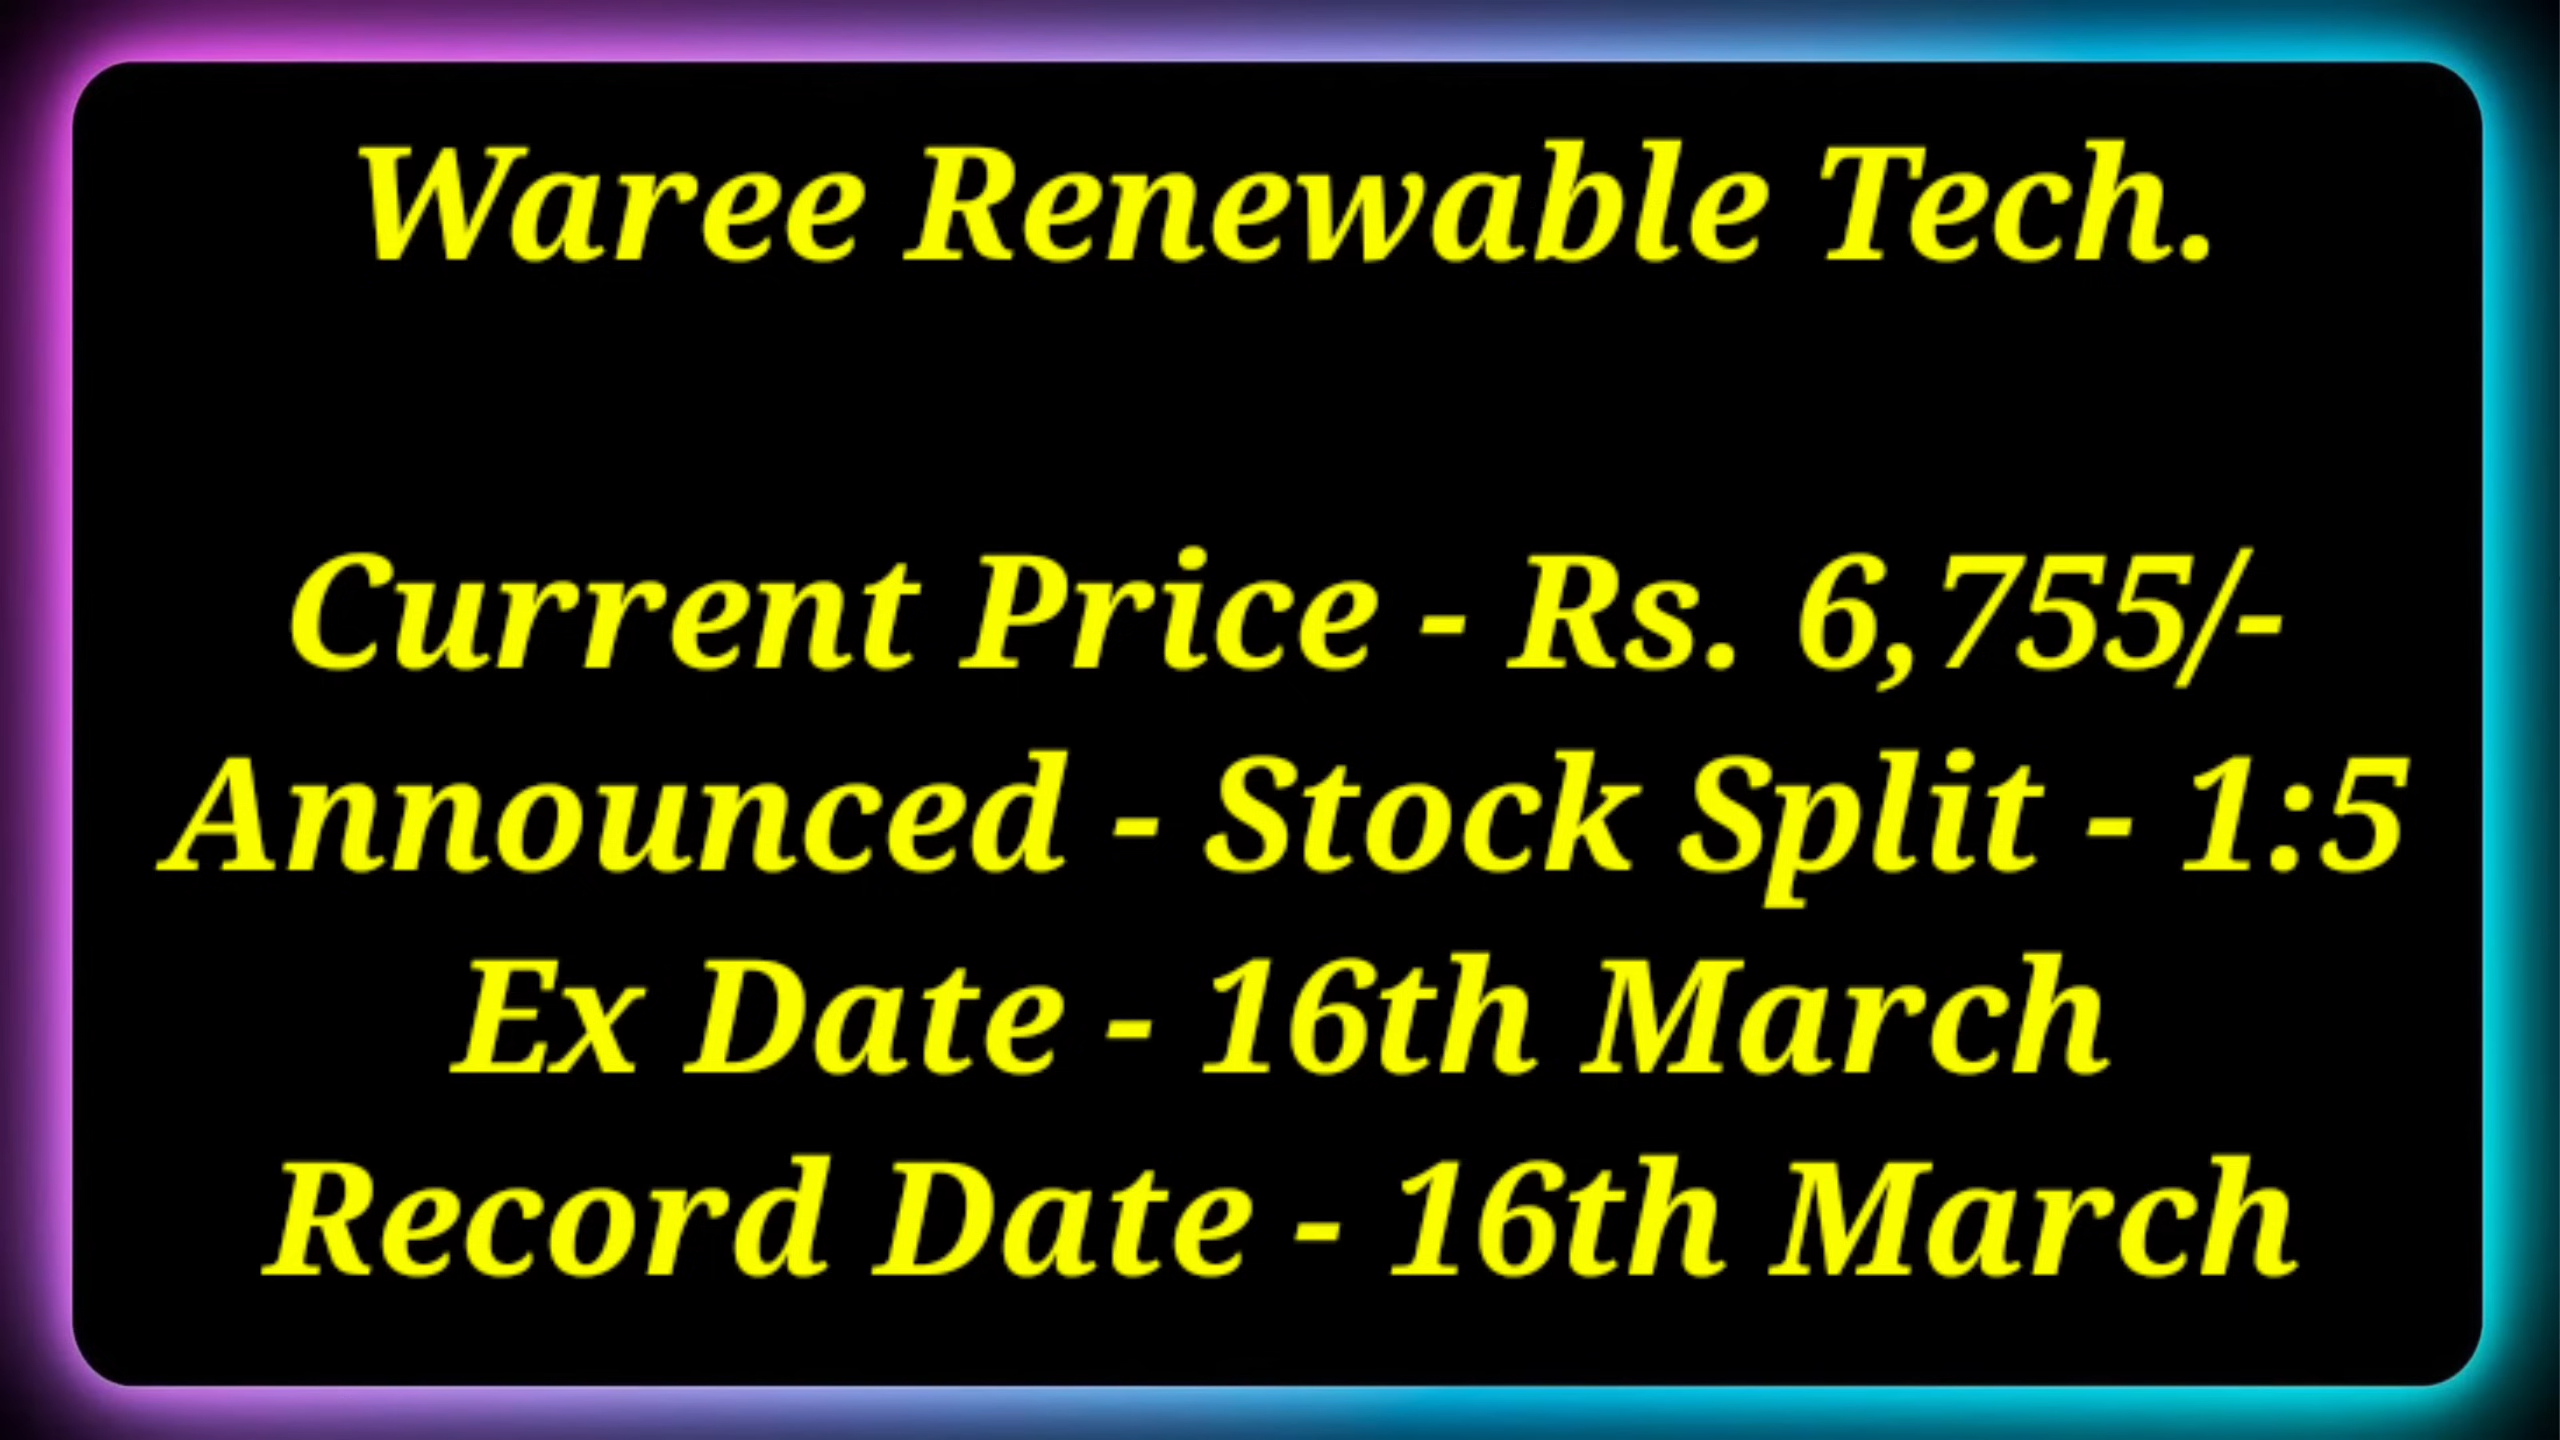 Waree Renewable Tech.
Current Price - Rs. 6,755/-
Announced - Stock Split - 1:5
Ex Date - 16th March
Record Date - 16th March